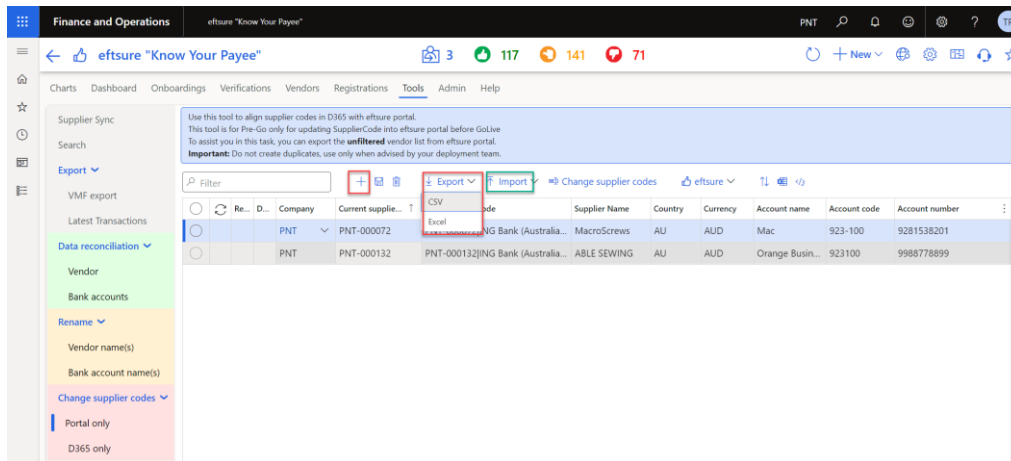 Finance and Operations
eftsure "Know Your Payee"
PNT
?
TF
eftsure "Know Your Payee"
3
117
141
71
New
Charts Dashboard Onboardings Verifications Vendors Registrations Tools Admin Help
Supplier Sync
Search
Export
VMF export
Latest Transactions
Data reconciliation
Vendor
Bank accounts
Rename
Vendor name(s)
Bank account name(s)
Change supplier codes
Portal only
D365 only
Use this tool to align supplier codes in D365 with eftsure portal.
This tool is for Pre-Go only for updating SupplierCode into eftsure portal before GoLive
To assist you in this task, you can export the unfiltered vendor list from eftsure portal.
Important: Do not create duplicates, use only when advised by your deployment team.
Filter
Export Import Change supplier codes eftsure </>
CSV
Excel
Re... D... Company Current supplie... ode Supplier Name Country Currency Account name Account code Account number
PNT PNT-000072 PNT-000072|ING Bank (Australia... MacroScrews AU AUD Mac 923-100 9281538201
PNT PNT-000132 PNT-000132|ING Bank (Australia... ABLE SEWING AU AUD Orange Busin... 923100 9988778899